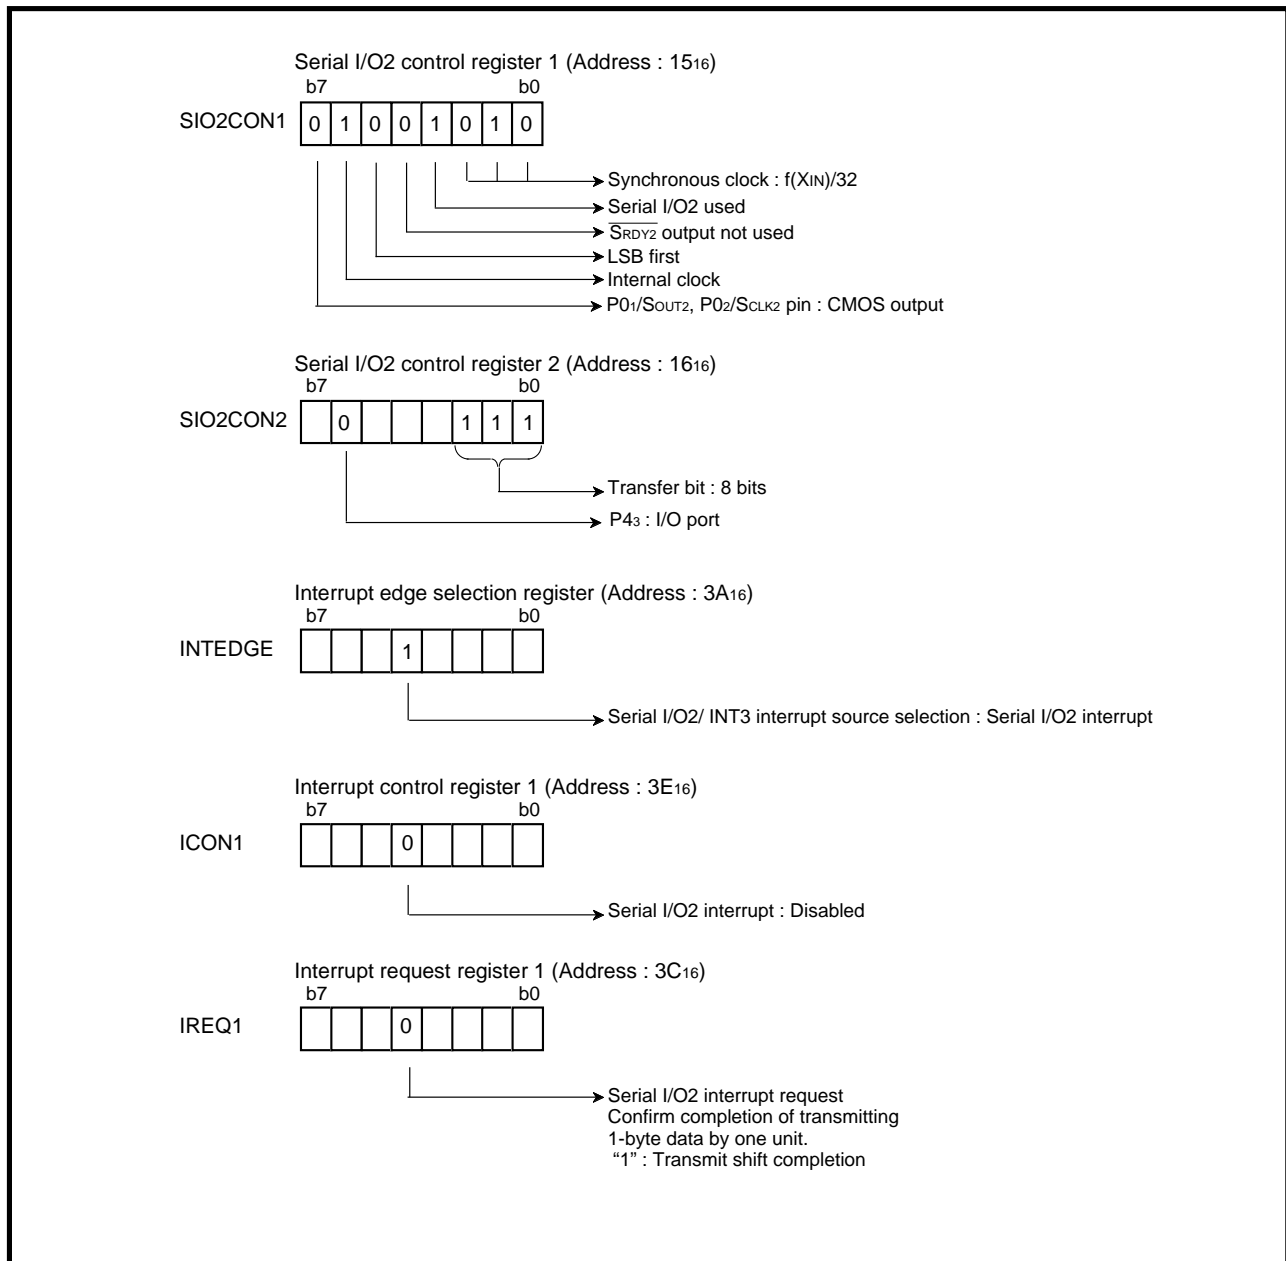 Serial I/O2 control register 1 (Address : 1516)
b7 b0
SIO2CON1 0 1 0 0 1 0 1 0
Synchronous clock : f(XIN)/32
Serial I/O2 used
SRDY2 output not used
LSB first
Internal clock
P01/SOUT2, P02/SCLK2 pin : CMOS output
Serial I/O2 control register 2 (Address : 1616)
b7 b0
SIO2CON2 0 1 1 1
Transfer bit : 8 bits
P43 : I/O port
Interrupt edge selection register (Address : 3A16)
b7 b0
INTEDGE 1
Serial I/O2/ INT3 interrupt source selection : Serial I/O2 interrupt
Interrupt control register 1 (Address : 3E16)
b7 b0
ICON1 0
Serial I/O2 interrupt : Disabled
Interrupt request register 1 (Address : 3C16)
b7 b0
IREQ1 0
Serial I/O2 interrupt request
Confirm completion of transmitting
1-byte data by one unit.
“1” : Transmit shift completion